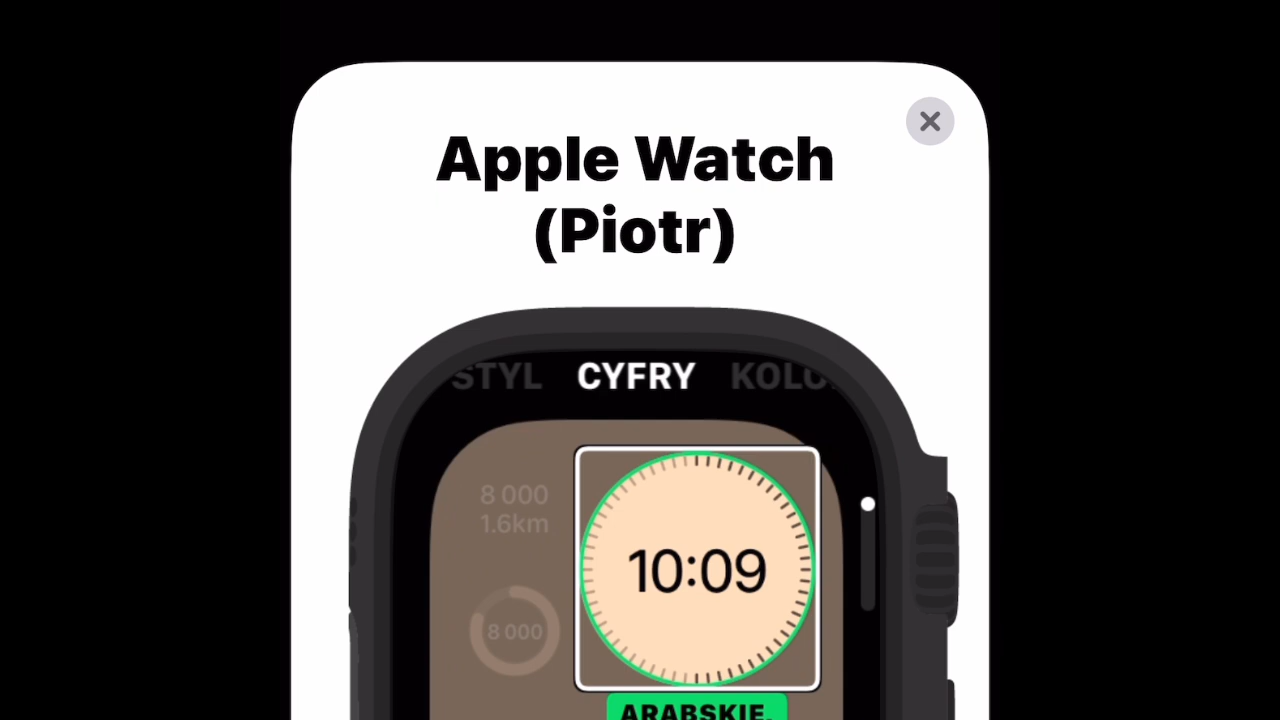 Apple Watch
(Piotr)
STYL CYFRY
8 000
1.6km
10:09
8 000
ARABSKIE,